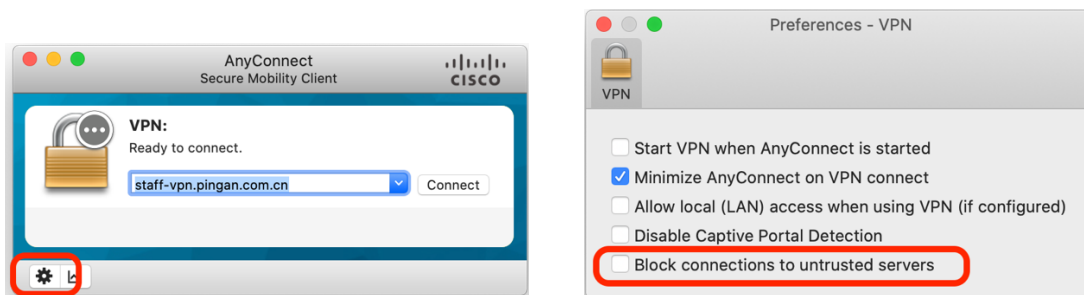 AnyConnect
Secure Mobility Client
CISCO
VPN:
Ready to connect.
staff-vpn.pingan.com.cn
Connect
Preferences - VPN
VPN
Start VPN when AnyConnect is started
Minimize AnyConnect on VPN connect
Allow local (LAN) access when using VPN (if configured)
Disable Captive Portal Detection
Block connections to untrusted servers